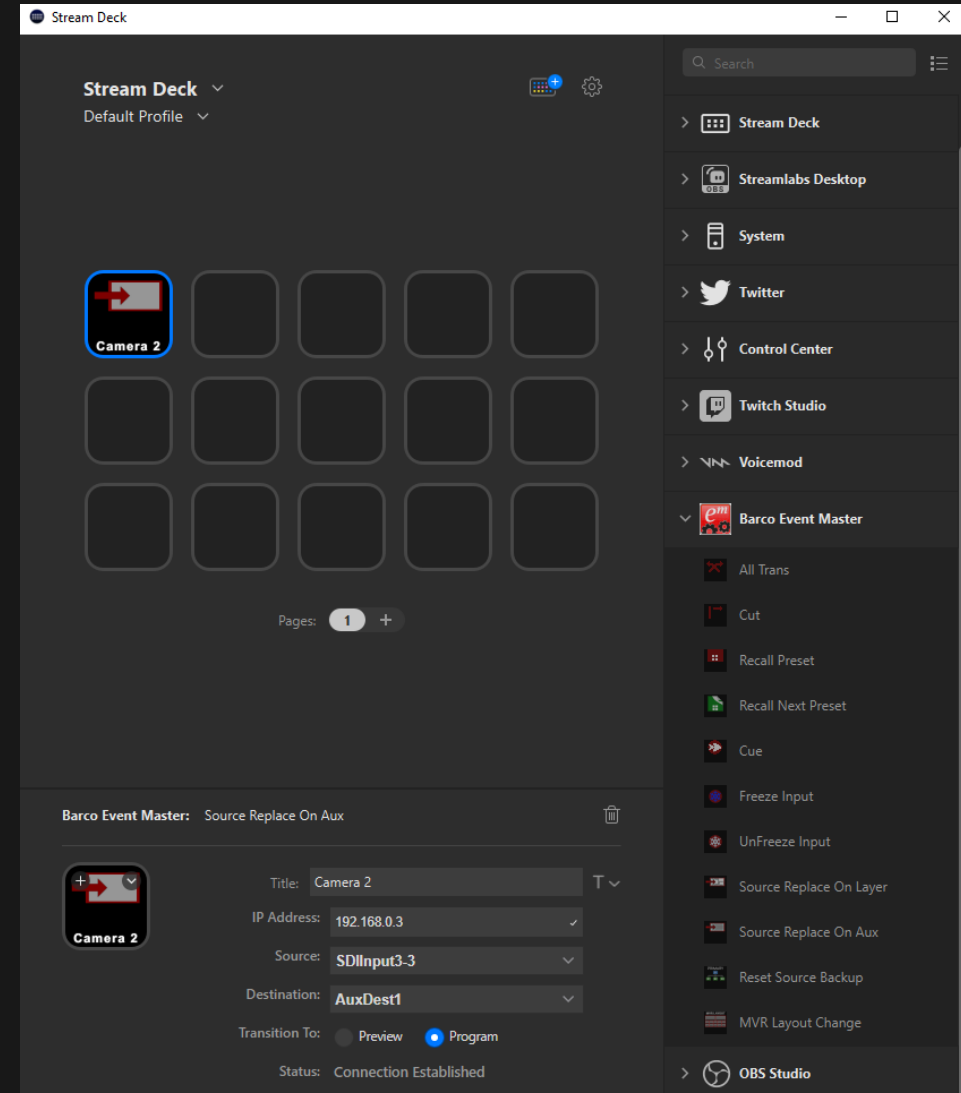 Stream Deck
Stream Deck
Default Profile
Search
Stream Deck
OBS
Streamlabs Desktop
System
Twitter
Control Center
Twitch Studio
Voicemod
em
Barco Event Master
All Trans
Cut
Recall Preset
Recall Next Preset
Cue
Freeze Input
UnFreeze Input
Source Replace On Layer
Source Replace On Aux
Reset Source Backup
MVR Layout Change
OBS Studio
Camera 2
Pages: 1 +
Barco Event Master: Source Replace On Aux
Camera 2
Title: Camera 2 T
IP Address: 192.168.0.3
Source: SDIInput3-3
Destination: AuxDest1
Transition To: Preview Program
Status: Connection Established